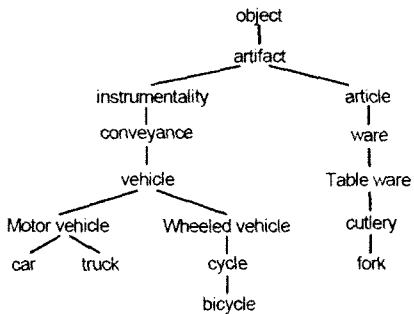 object
artifact
instrumentality article
conveyance ware
vehicle Table ware
Motor vehicle Wheeled vehicle cutlery
car truck cycle fork
bicycle